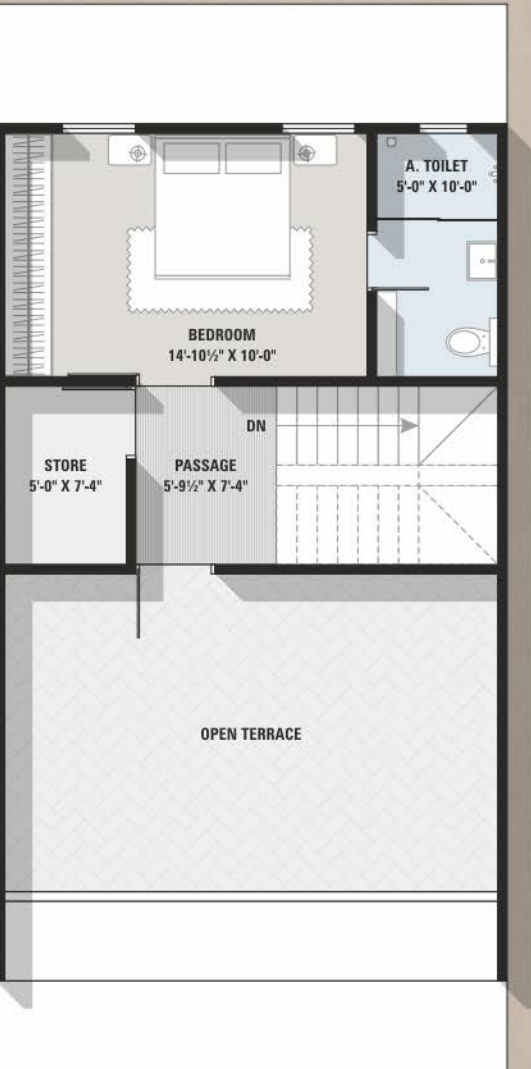 A. TOILET
5'-0" X 10'-0"
BEDROOM
14'-10½" X 10'-0"
DN
STORE
5'-0" X 7'-4"
PASSAGE
5'-9½" X 7'-4"
OPEN TERRACE